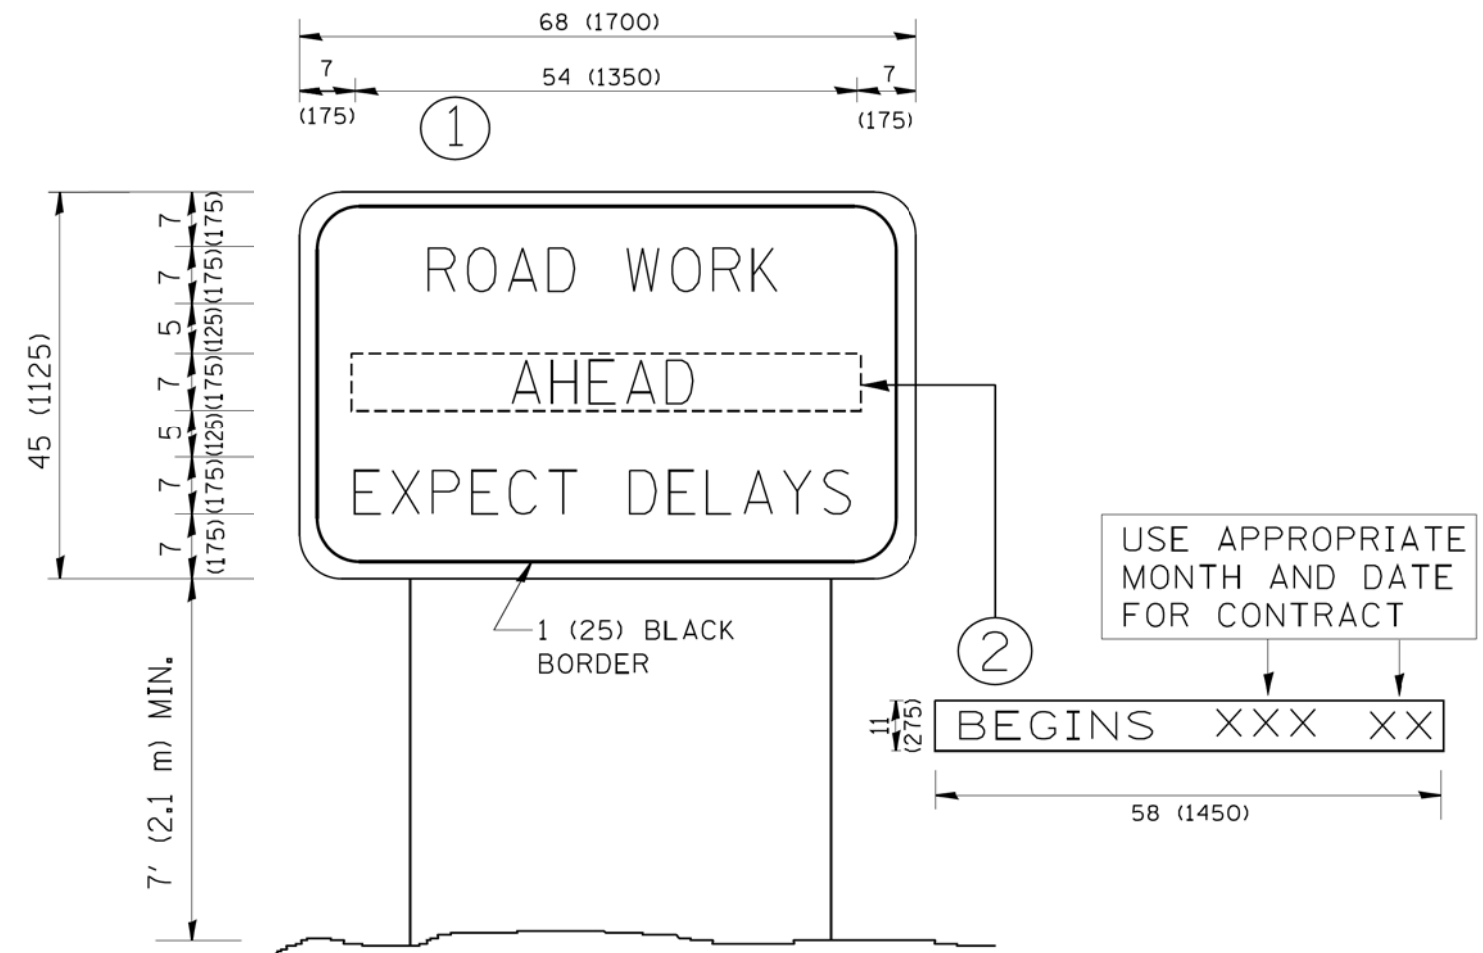 68 (1700)
7
54 (1350)
7
(175)
(175)
1
45 (1125)
7 (175)
7 (175)
5 (125)
7 (175)
5 (125)
7 (175)
7 (175)
ROAD WORK
AHEAD
EXPECT DELAYS
1 (25) BLACK
BORDER
7' (2.1 m) MIN.
2
USE APPROPRIATE
MONTH AND DATE
FOR CONTRACT
11
(275)
BEGINS XXX XX
58 (1450)